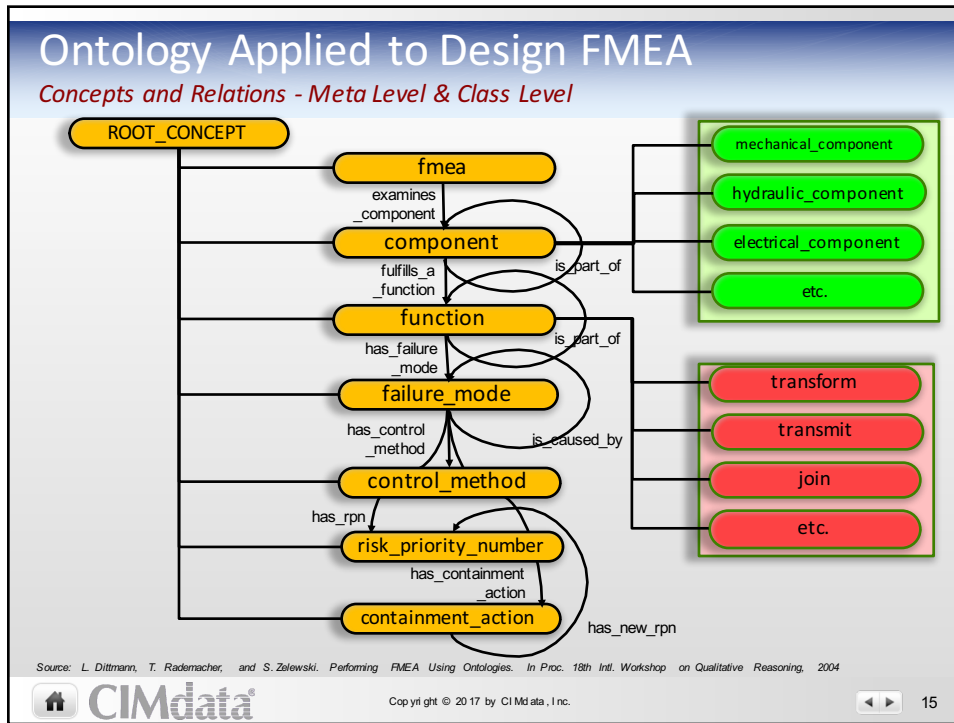 Ontology Applied to Design FMEA
Concepts and Relations - Meta Level & Class Level
ROOT_CONCEPT
fmea
examines
_component
component
is_part_of
fulfills_a
_function
function
is_part_of
has_failure
_mode
failure_mode
is_caused_by
has_control
_method
control_method
has_rpn
risk_priority_number
has_containment
_action
containment_action
has_new_rpn
mechanical_component
hydraulic_component
electrical_component
etc.
transform
transmit
join
etc.
Source: L. Dittmann, T. Rademacher, and S. Zelewski. Performing FMEA Using Ontologies. In Proc. 18th Intl. Workshop on Qualitative Reasoning, 2004
CIMdata®
Copyright © 2017 by CIMdata, Inc.
15